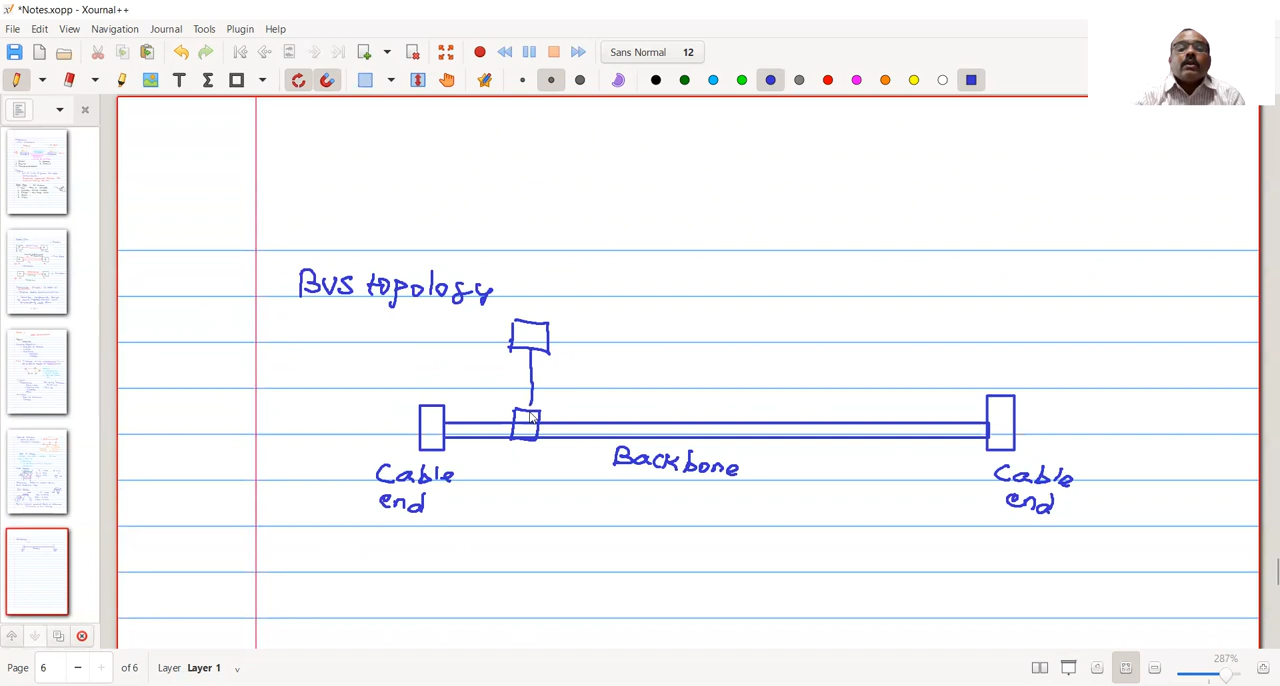 *Notes.xopp - Xournal++
File Edit View Navigation Journal Tools Plugin Help
Sans Normal 12
Bus topology
Backbone
Cable
end
Cable
end
Page 6 of 6 Layer Layer 1
287%